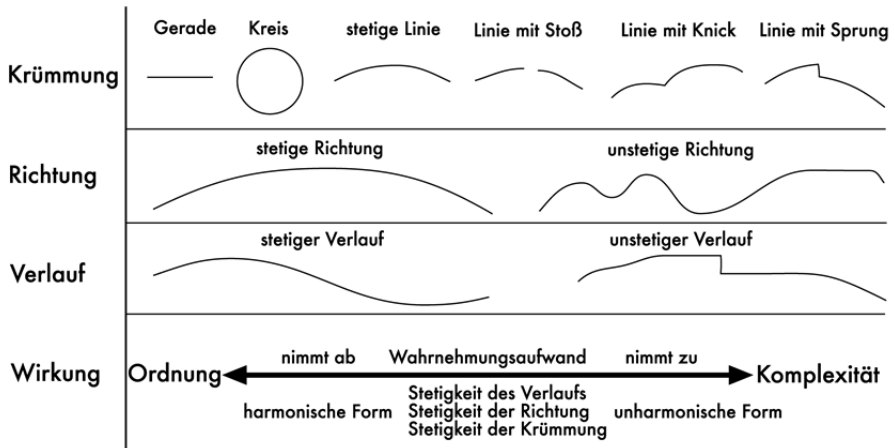 Gerade Kreis stetige Linie Linie mit Stoß Linie mit Knick Linie mit Sprung
Krümmung
stetige Richtung unstetige Richtung
Richtung
stetiger Verlauf unstetiger Verlauf
Verlauf
nimmt ab Wahrnehmungsaufwand nimmt zu
Wirkung Ordnung Komplexität
Stetigkeit des Verlaufs
harmonische Form Stetigkeit der Richtung unharmonische Form
Stetigkeit der Krümmung